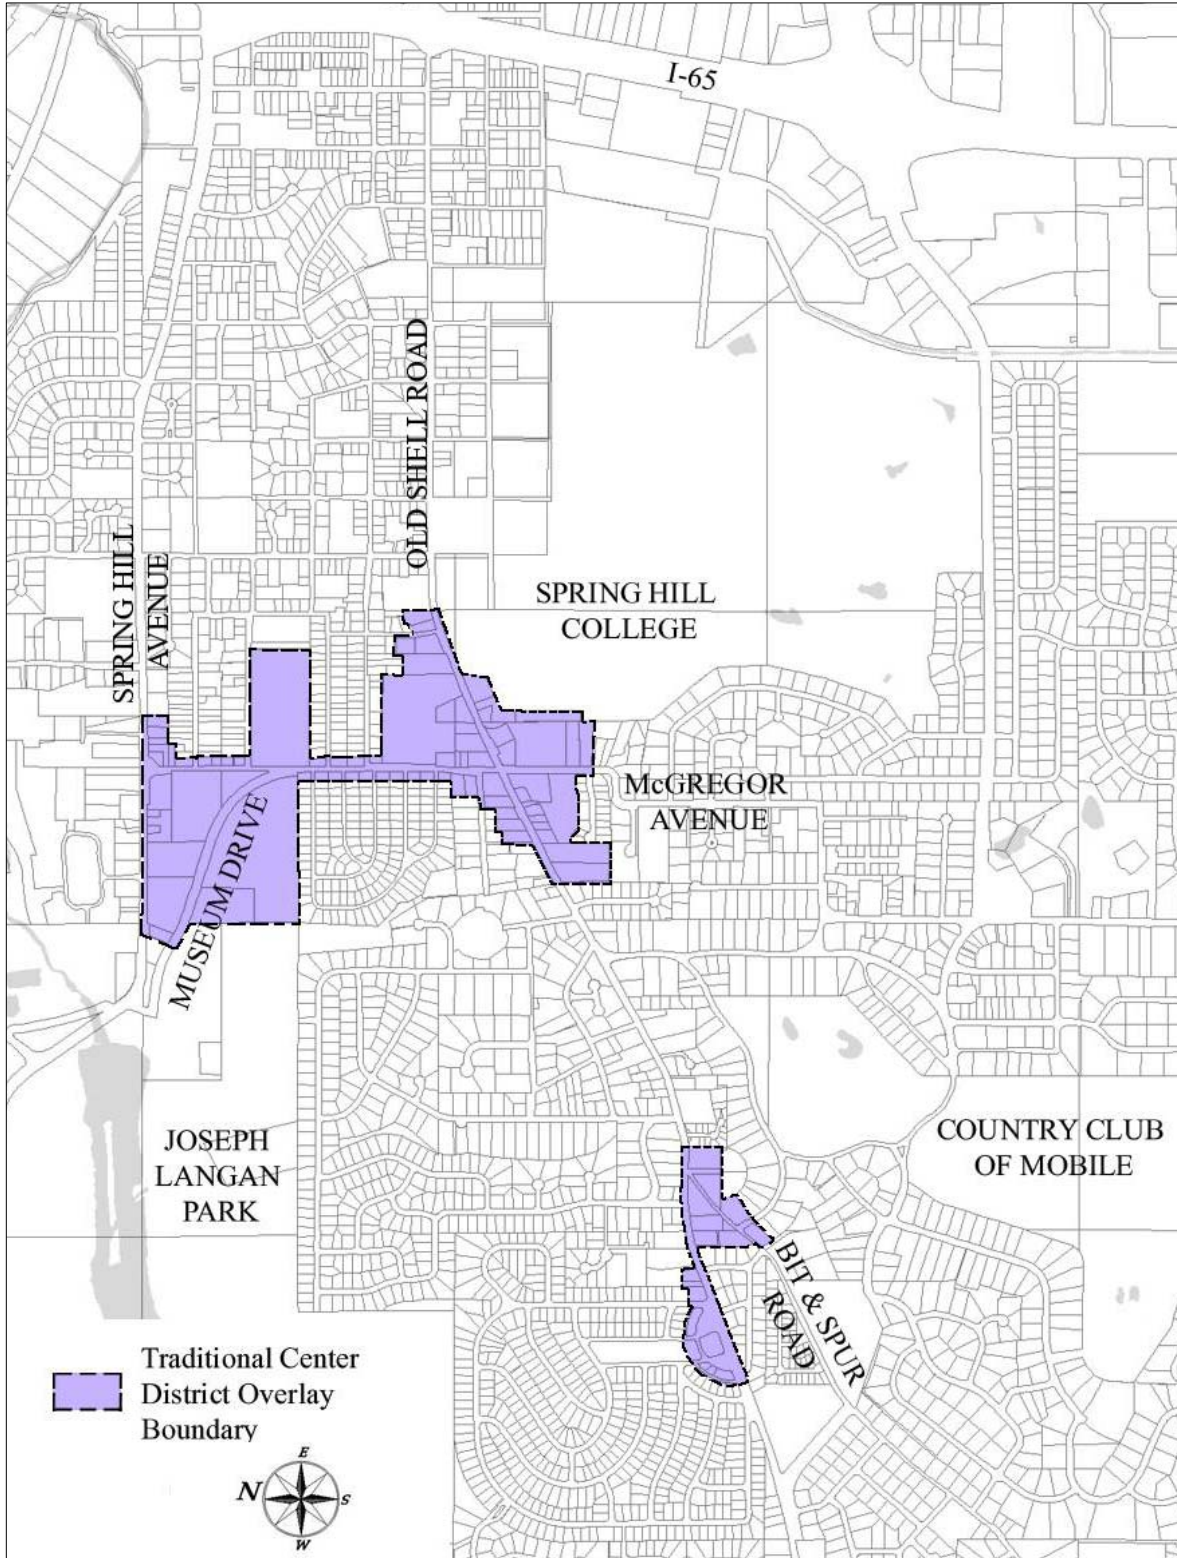 I-65
OLD SHELL ROAD
SPRING HILL
AVENUE
SPRING HILL
COLLEGE
McGREGOR
AVENUE
MUSEUM DRIVE
JOSEPH
LANGAN
PARK
COUNTRY CLUB
OF MOBILE
BIT & SPUR
ROAD
Traditional Center
District Overlay
Boundary
E
N
S
W